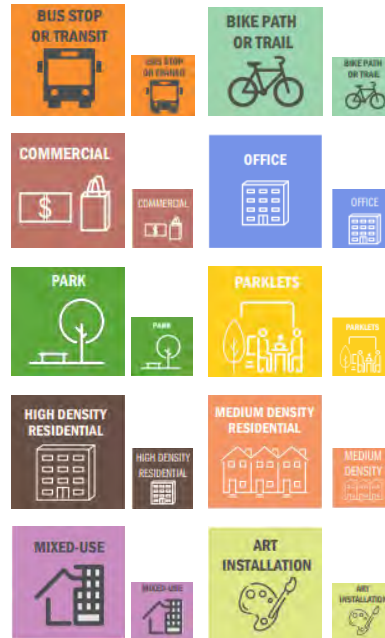 BUS STOP
OR TRANSIT
BUS STOP
OR TRANSIT
BIKE PATH
OR TRAIL
BIKE PATH
OR TRAIL
COMMERCIAL
$
COMMERCIAL
$
OFFICE
OFFICE
PARK
PARK
PARKLETS
PARKLETS
HIGH DENSITY
RESIDENTIAL
HIGH DENSITY
RESIDENTIAL
MEDIUM DENSITY
RESIDENTIAL
MEDIUM
DENSITY
MIXED-USE
MIXED-USE
ART
INSTALLATION
ART
INSTALLATION